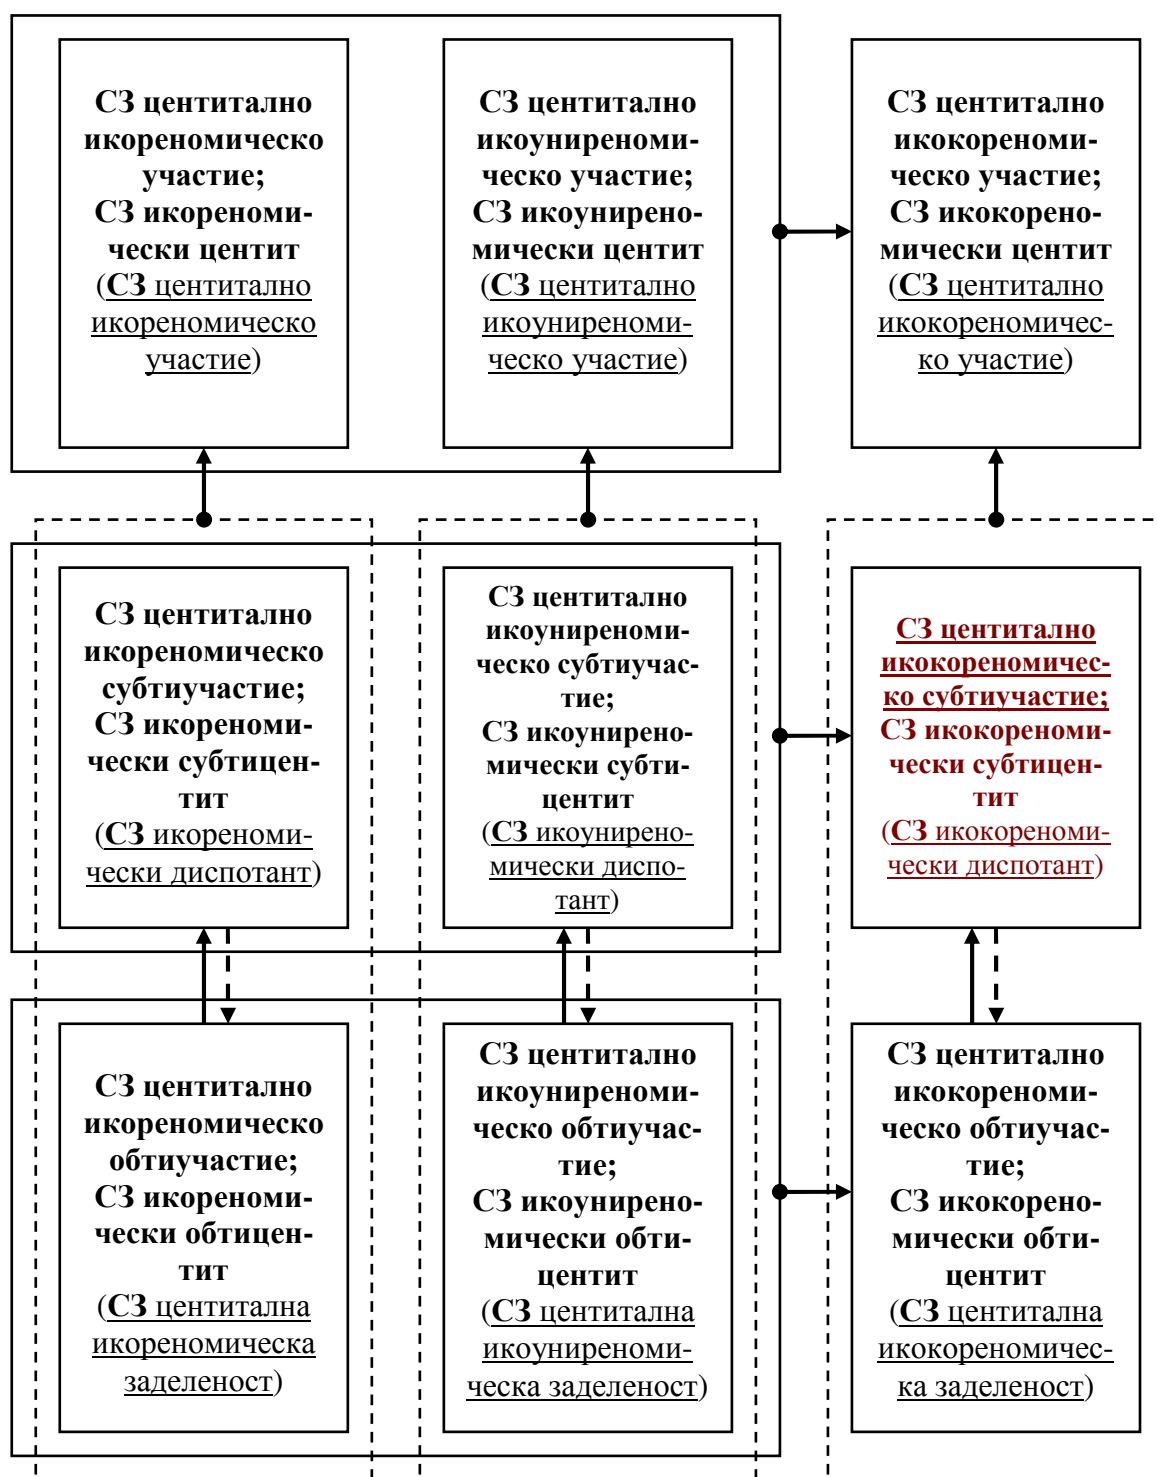 СЗ центитално
икореномическо
участие;
СЗ икореноми-
чески центит
(СЗ центитално
икореномическо
участие)
СЗ центитално
икоуниреноми-
ческо участие;
СЗ икоунирено-
мически центит
(СЗ центитално
икоуниреноми-
ческо участие)
СЗ центитално
икокореноми-
ческо участие;
СЗ икокорено-
мически центит
(СЗ центитално
икокореномичес-
ко участие)
СЗ центитално
икореномическо
субтиучастие;
СЗ икореноми-
чески субтицен-
тит
(СЗ икореноми-
чески диспотант)
СЗ центитално
икоуниреноми-
ческо субтиучас-
тие;
СЗ икоунирено-
мически субти-
центит
(СЗ икоунирено-
мически диспо-
тант)
СЗ центитално
икокореномичес-
ко субтиучастие;
СЗ икокореноми-
чески субтицен-
тит
(СЗ икокореноми-
чески диспотант)
СЗ центитално
икореномическо
обтиучастие;
СЗ икореноми-
чески обтицен-
тит
(СЗ центитална
икореномическа
заделеност)
СЗ центитално
икоуниреноми-
ческо обтиучас-
тие;
СЗ икоунирено-
мически обти-
центит
(СЗ центитална
икоуниреноми-
ческа заделеност)
СЗ центитално
икокореноми-
ческо обтиучас-
тие;
СЗ икокорено-
мически обти-
центит
(СЗ центитална
икокореномичес-
ка заделеност)